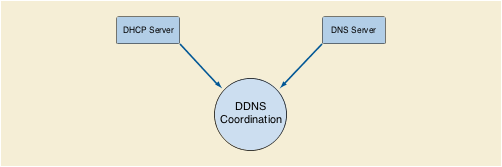 DHCP Server
DNS Server
DDNS
Coordination